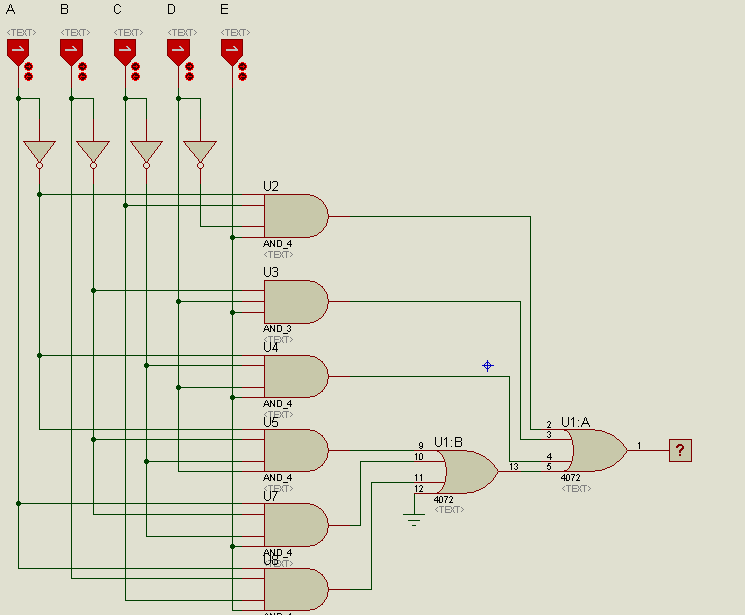 A B C D E
<TEXT> <TEXT> <TEXT> <TEXT> <TEXT>
1 1 1 1 1
U2
AND_4
<TEXT>
U3
AND_3
<TEXT>
U4
AND_4
<TEXT>
U5
AND_4
<TEXT>
U7
AND_4
<TEXT>
U8
AND_4
9 U1:B
10
11
12
13
4072
<TEXT>
2 U1:A
3
4
5
1
?
4072
<TEXT>